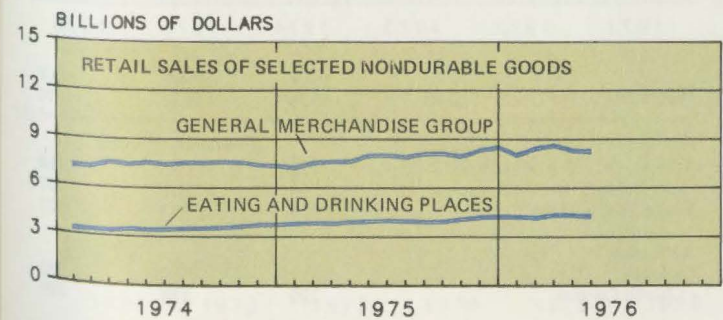 BILLIONS OF DOLLARS
15
RETAIL SALES OF SELECTED NONDURABLE GOODS
12
9
GENERAL MERCHANDISE GROUP
6
EATING AND DRINKING PLACES
3
0
1974 1975 1976